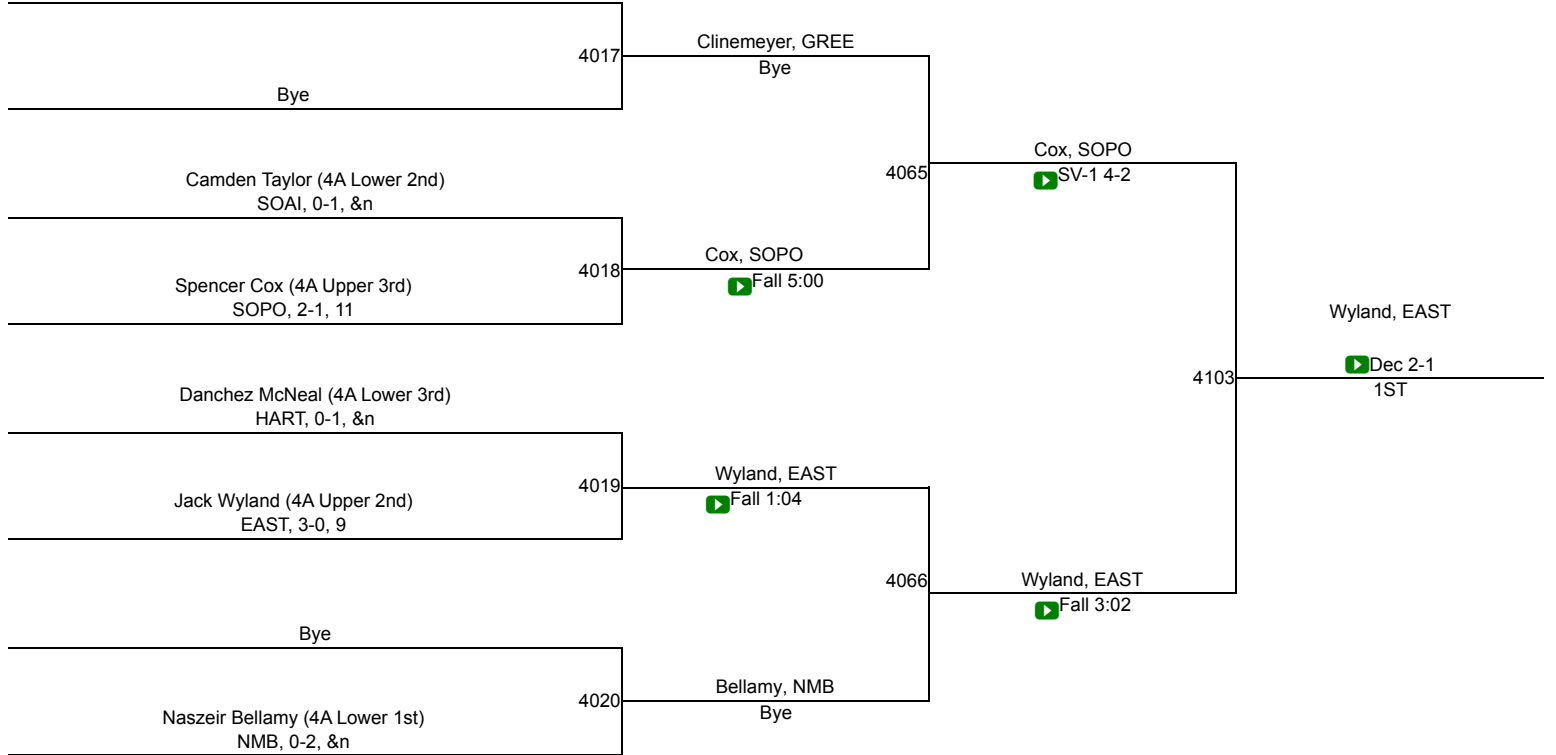 4017
Clinemeyer, GREE
Bye
Bye
Camden Taylor (4A Lower 2nd)
SOAI, 0-1, &n
4018
Cox, SOPO
Fall 5:00
Spencer Cox (4A Upper 3rd)
SOPO, 2-1, 11
4065
Cox, SOPO
SV-1 4-2
Danchez McNeal (4A Lower 3rd)
HART, 0-1, &n
4019
Wyland, EAST
Fall 1:04
Jack Wyland (4A Upper 2nd)
EAST, 3-0, 9
4066
Wyland, EAST
Fall 3:02
Bye
4020
Bellamy, NMB
Bye
Naszeir Bellamy (4A Lower 1st)
NMB, 0-2, &n
4103
Wyland, EAST
Dec 2-1
1ST